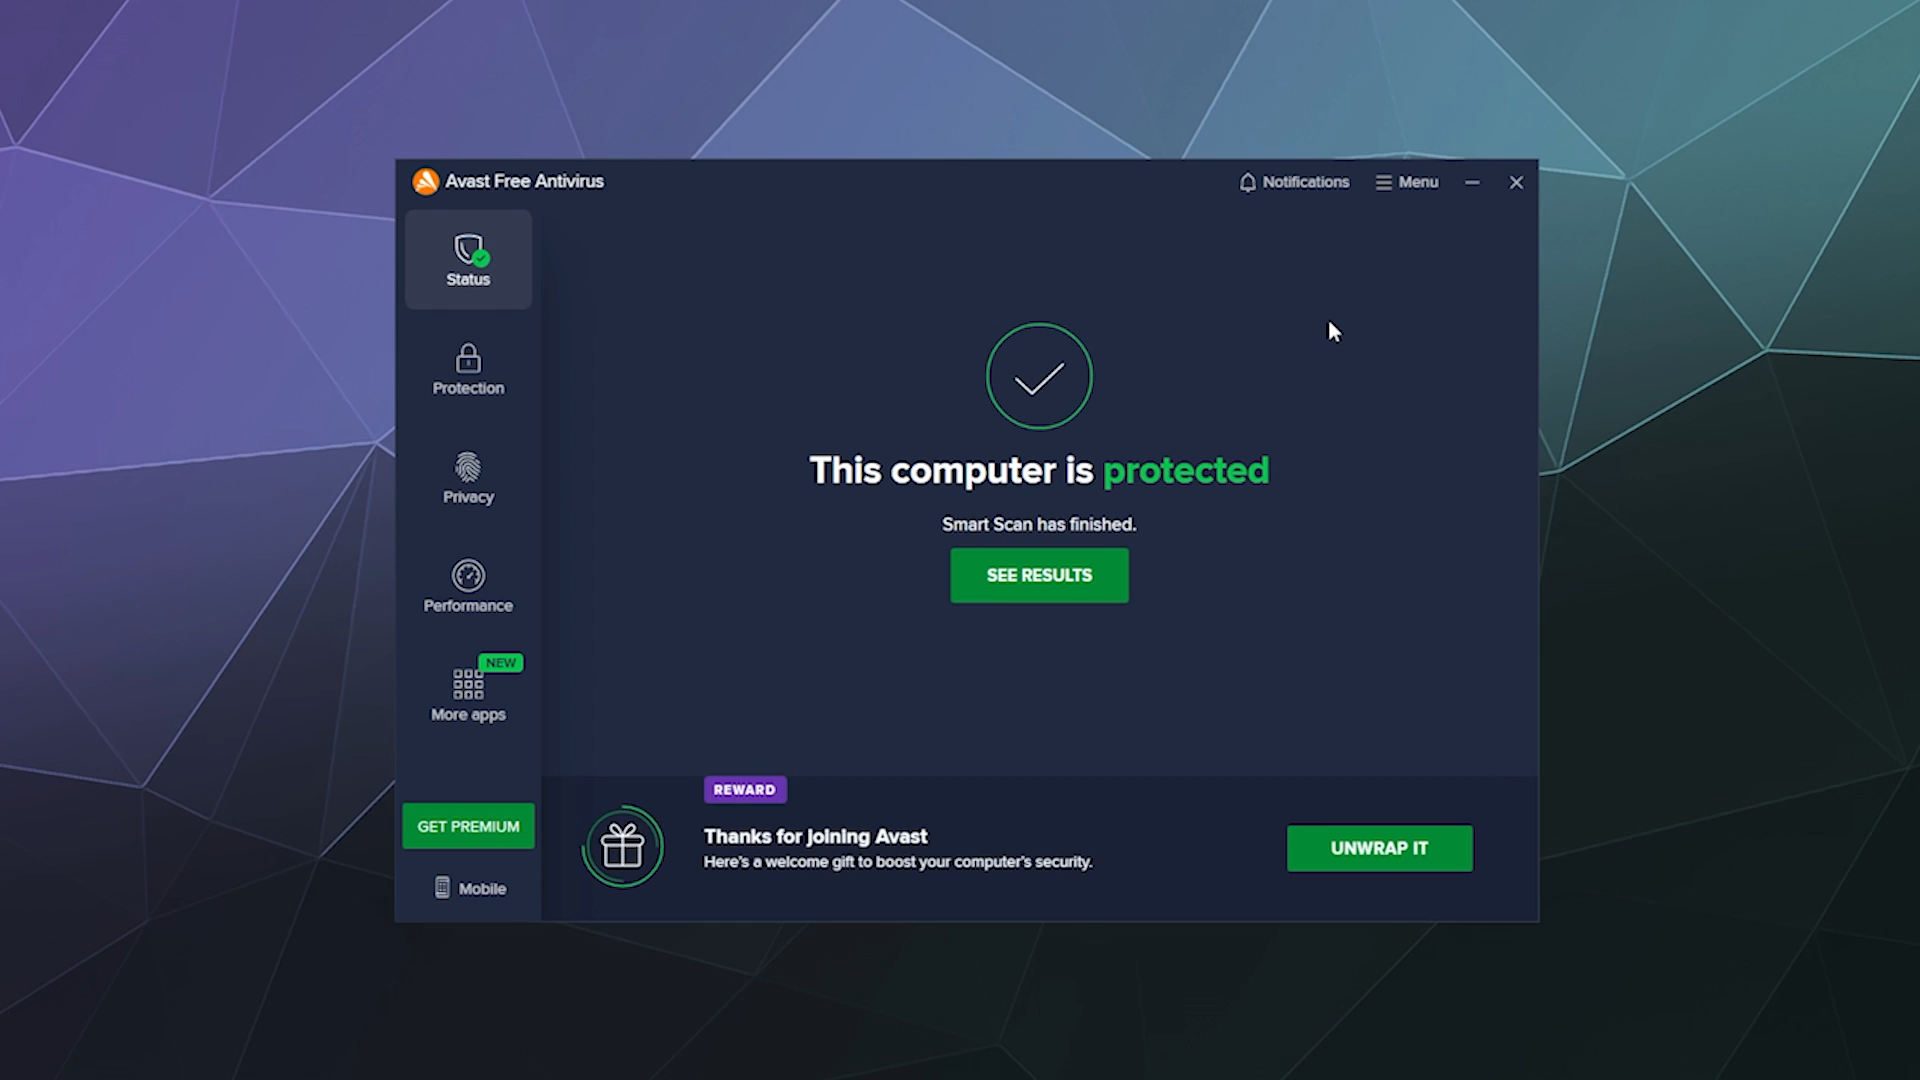 Avast Free Antivirus
Notifications
Menu
Status
Protection
Privacy
Performance
NEW
More apps
GET PREMIUM
Mobile
This computer is protected
Smart Scan has finished.
SEE RESULTS
REWARD
Thanks for joining Avast
Here's a welcome gift to boost your computer's security.
UNWRAP IT